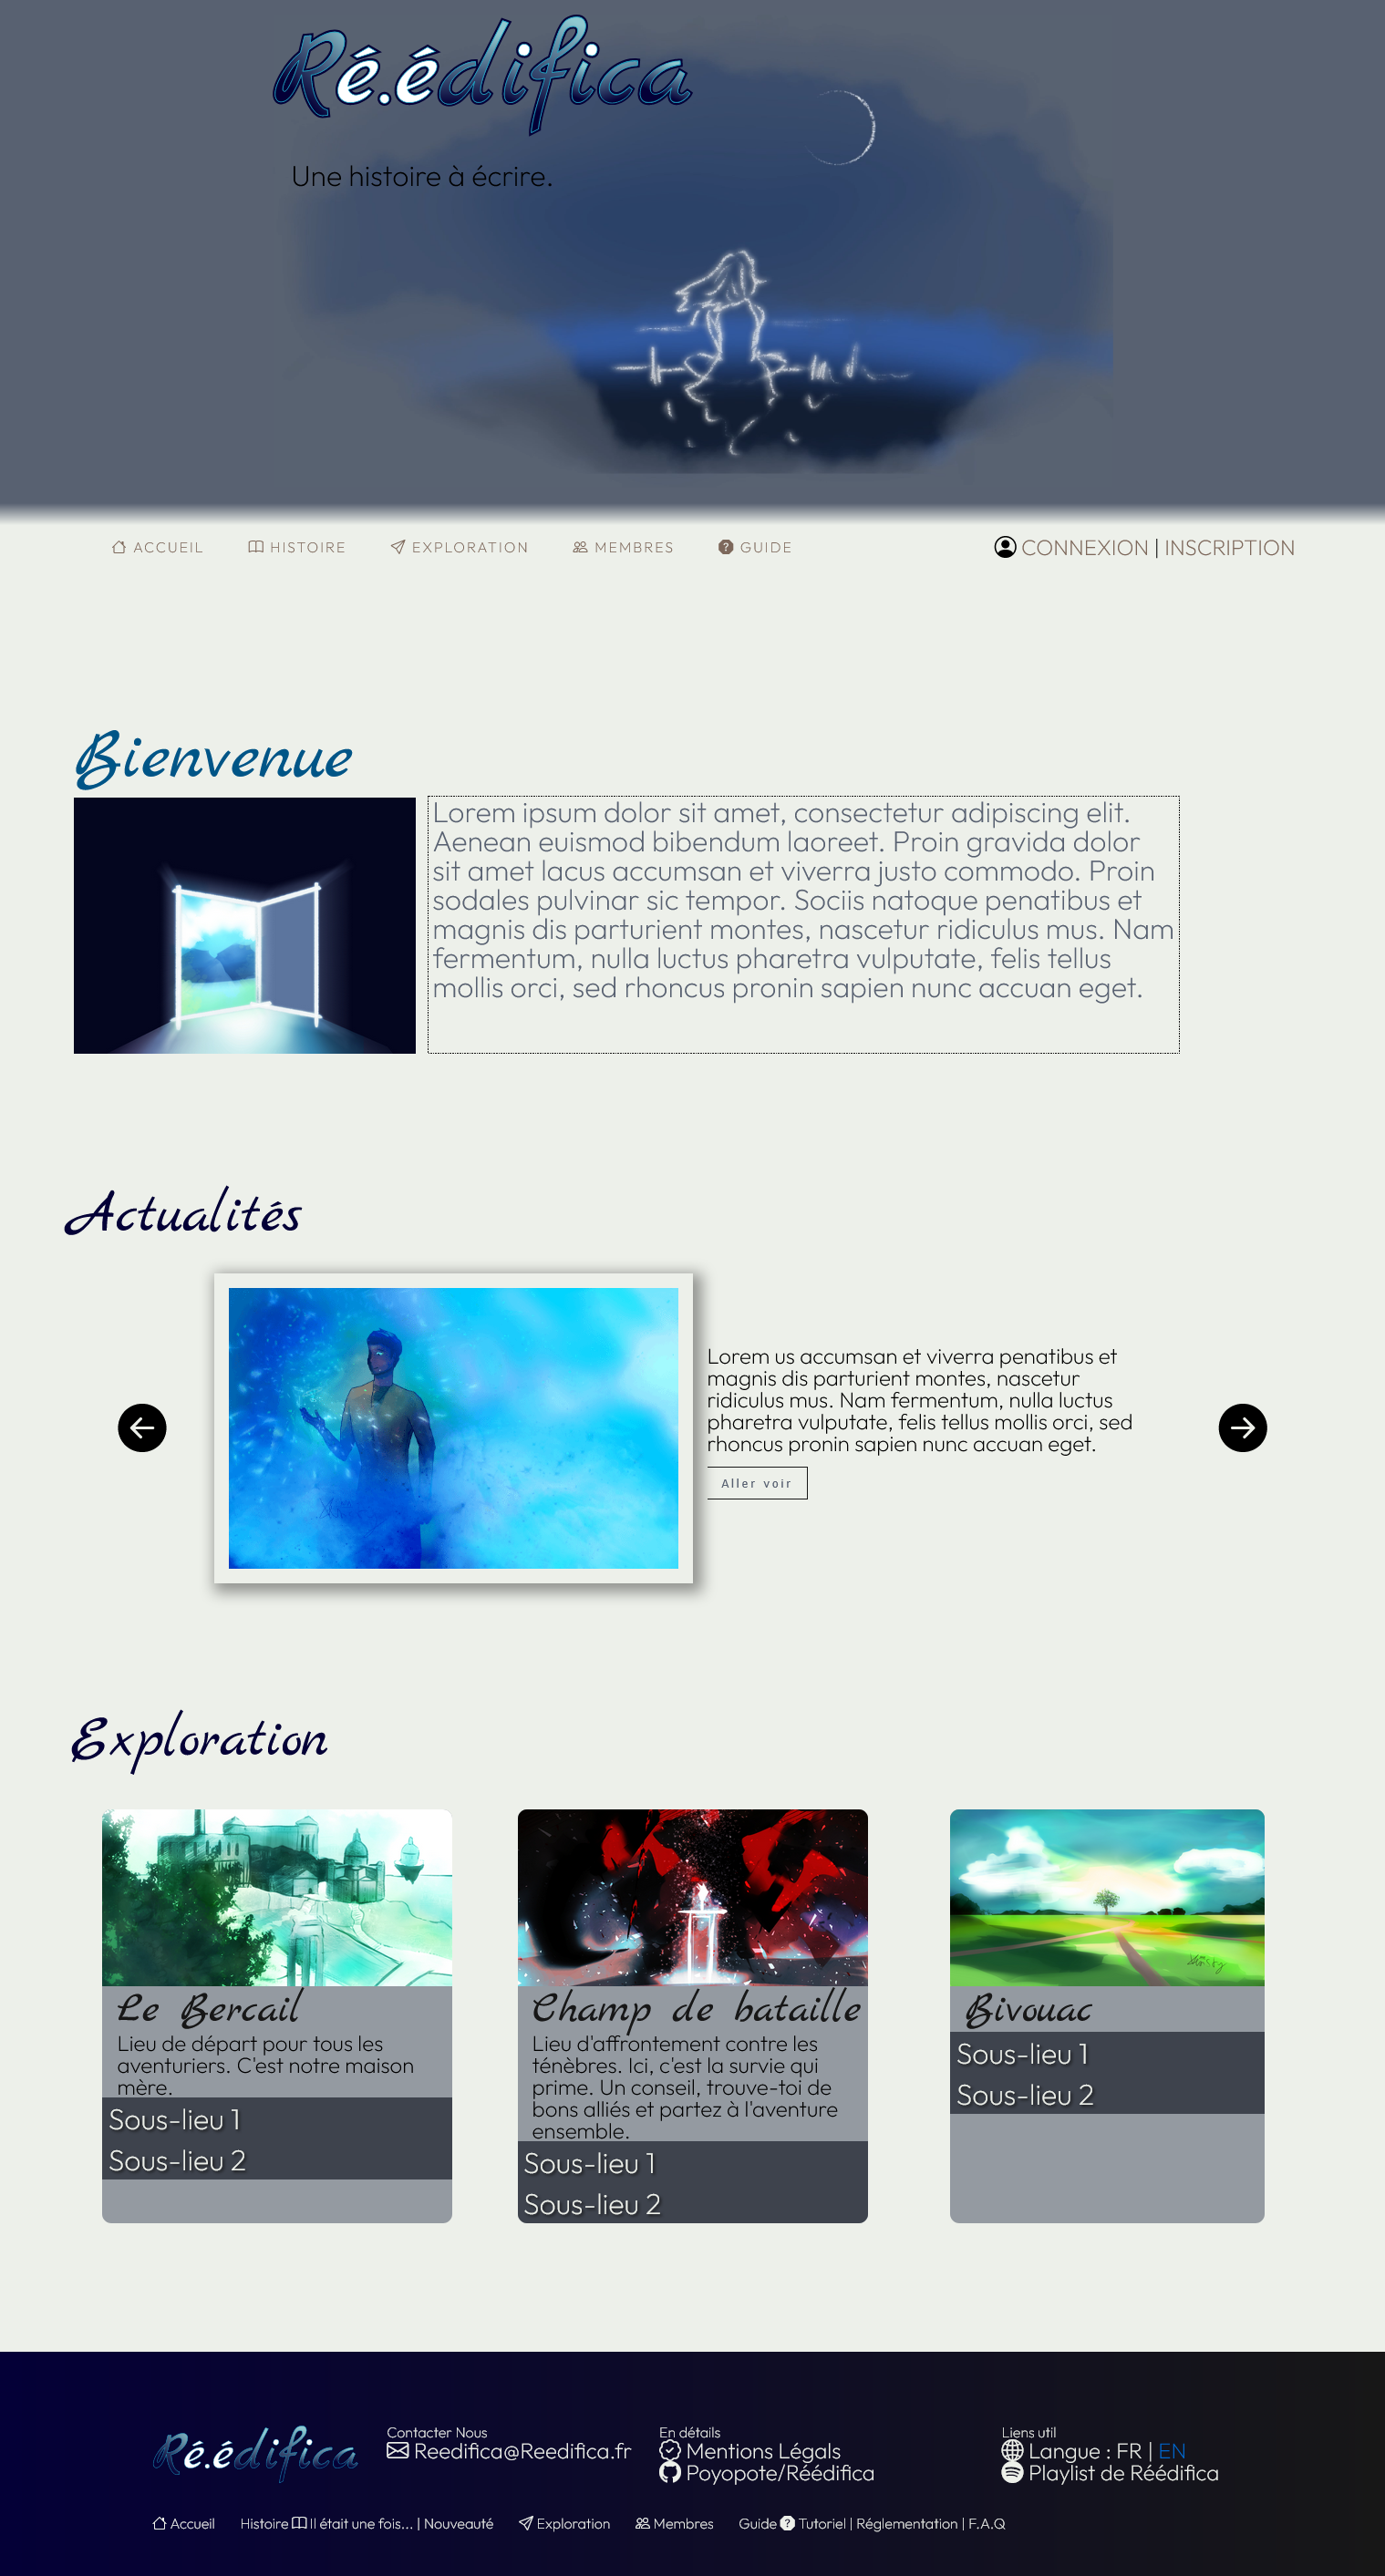 Ré.édifica
Une histoire à écrire.
ACCUEIL HISTOIRE EXPLORATION MEMBRES GUIDE CONNEXION | INSCRIPTION
Bienvenue
Lorem ipsum dolor sit amet, consectetur adipiscing elit.
Aenean euismod bibendum laoreet. Proin gravida dolor
sit amet lacus accumsan et viverra justo commodo. Proin
sodales pulvinar sic tempor. Sociis natoque penatibus et
magnis dis parturient montes, nascetur ridiculus mus. Nam
fermentum, nulla luctus pharetra vulputate, felis tellus
mollis orci, sed rhoncus pronin sapien nunc accuan eget.
Actualités
Lorem us accumsan et viverra penatibus et
magnis dis parturient montes, nascetur
ridiculus mus. Nam fermentum, nulla luctus
pharetra vulputate, felis tellus mollis orci, sed
rhoncus pronin sapien nunc accuan eget.
Aller voir
Exploration
Le Bercail
Lieu de départ pour tous les
aventuriers. C'est notre maison
mère.
Sous-lieu 1
Sous-lieu 2
Champ de bataille
Lieu d'affrontement contre les
ténèbres. Ici, c'est la survie qui
prime. Un conseil, trouve-toi de
bons alliés et partez à l'aventure
ensemble.
Sous-lieu 1
Sous-lieu 2
Bivouac
Sous-lieu 1
Sous-lieu 2
Ré.édifica
Contacter Nous
Reedifica@Reedifica.fr
En détails
Mentions Légals
Poyopote/Réédifica
Liens util
Langue : FR | EN
Playlist de Réédifica
Accueil Histoire Il était une fois... | Nouveauté Exploration Membres Guide Tutoriel | Réglementation | F.A.Q